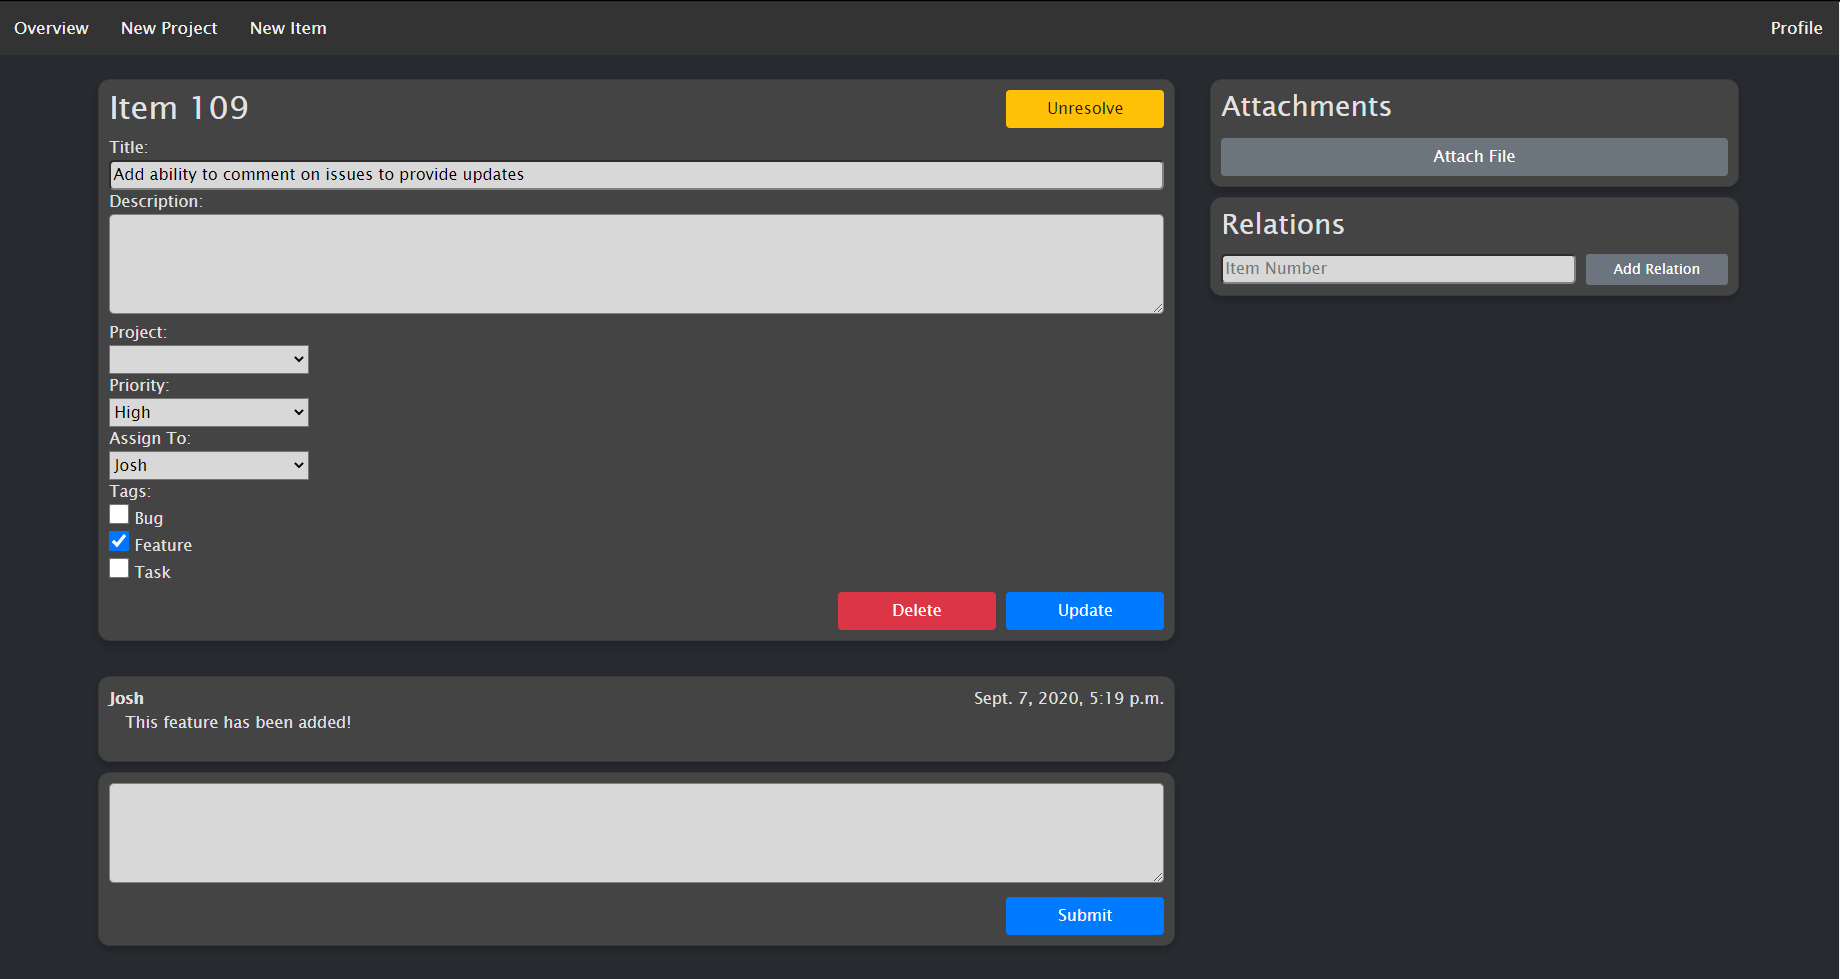 Overview New Project New Item Profile
Item 109
Unresolve
Title:
Add ability to comment on issues to provide updates
Description:
Project:
Priority:
High
Assign To:
Josh
Tags:
Bug
Feature
Task
Delete Update
Josh Sept. 7, 2020, 5:19 p.m.
This feature has been added!
Submit
Attachments
Attach File
Relations
Item Number Add Relation